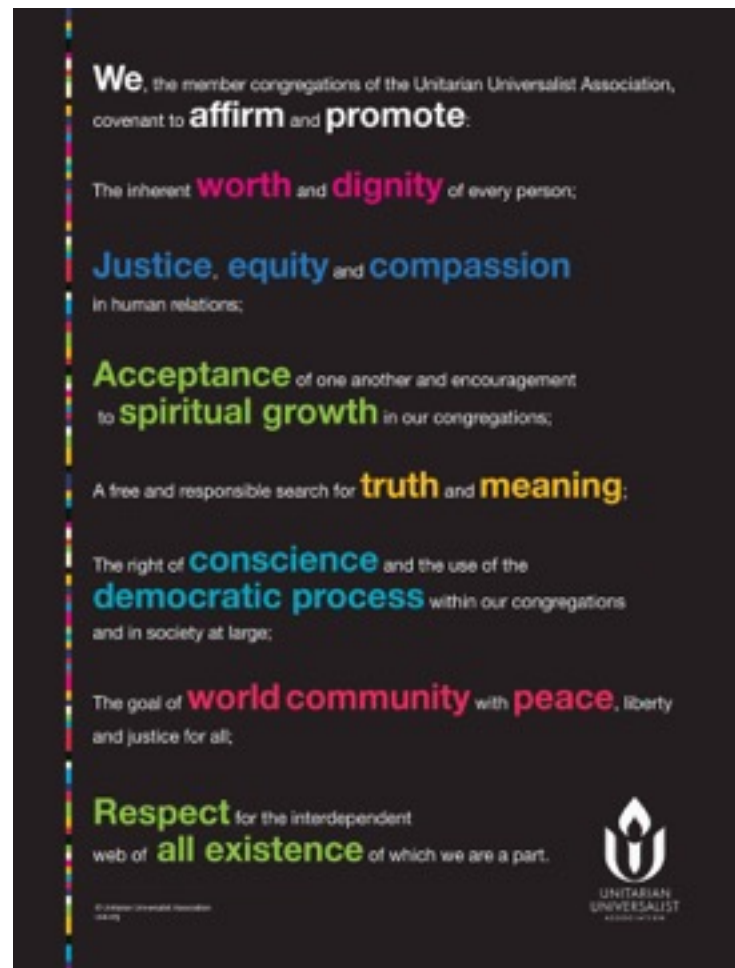 We, the member congregations of the Unitarian Universalist Association,
covenant to affirm and promote:
The inherent worth and dignity of every person;
Justice, equity and compassion
in human relations;
Acceptance of one another and encouragement
to spiritual growth in our congregations;
A free and responsible search for truth and meaning;
The right of conscience and the use of the
democratic process within our congregations
and in society at large;
The goal of world community with peace, liberty
and justice for all;
Respect for the interdependent
web of all existence of which we are a part.
© Unitarian Universalist Association
UNITARIAN
UNIVERSALIST
ASSOCIATION